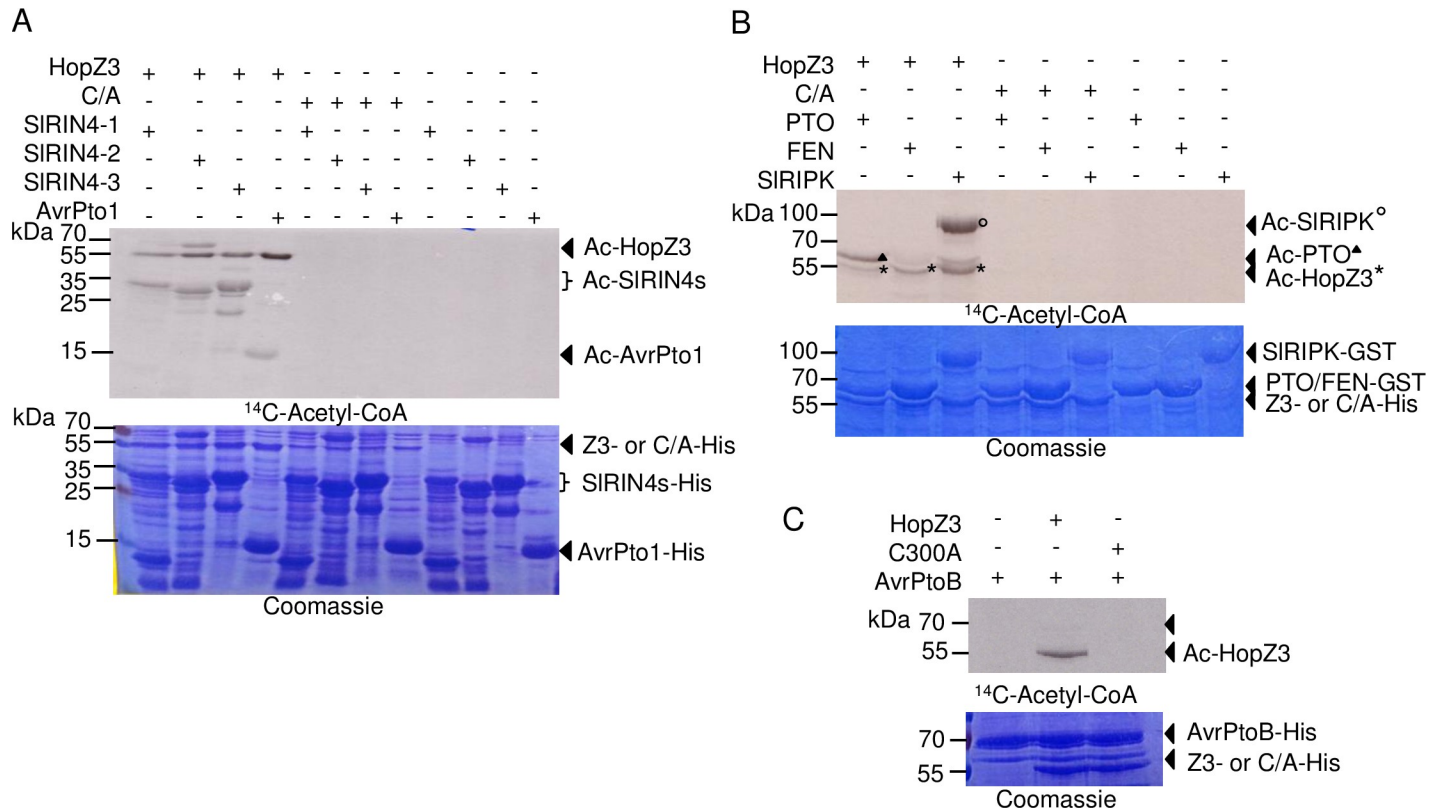 A
HopZ3 + + + + - - - - - - - -
C/A - - - - + + + + - - - -
SlRIN4-1 + - - - + - - - + - - -
SlRIN4-2 - + - - - + - - - + - -
SlRIN4-3 - - + - - - + - - - + -
AvrPto1 - - - + - - - + - - - +
kDa 70
55
35
25
15
Ac-HopZ3
} Ac-SlRIN4s
Ac-AvrPto1
¹⁴C-Acetyl-CoA
kDa 70
55
35
25
15
Z3- or C/A-His
} SlRIN4s-His
AvrPto1-His
Coomassie
B
HopZ3 + + + - - - - - -
C/A - - - + + + - - -
PTO + - - + - - + - -
FEN - + - - + - - + -
SlRIPK - - + - - + - - +
kDa 100
70
55
* * *
Ac-SlRIPK°
Ac-PTO▲
Ac-HopZ3*
¹⁴C-Acetyl-CoA
100
70
55
SlRIPK-GST
PTO/FEN-GST
Z3- or C/A-His
Coomassie
C
HopZ3 - + -
C300A - - +
AvrPtoB + + +
kDa 70
55
Ac-HopZ3
¹⁴C-Acetyl-CoA
70
55
AvrPtoB-His
Z3- or C/A-His
Coomassie